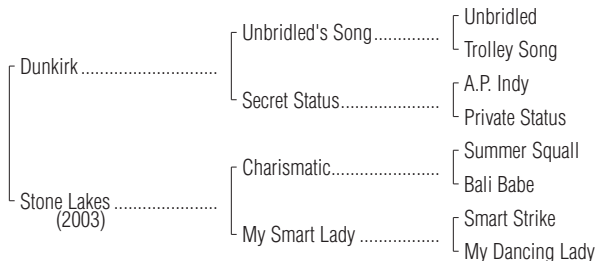 Unbridled
Unbridled's Song..............
Trolley Song
Dunkirk............................
A.P. Indy
Secret Status.....................
Private Status
Summer Squall
Charismatic.......................
Bali Babe
Stone Lakes .....................
(2003)
Smart Strike
My Smart Lady .................
My Dancing Lady